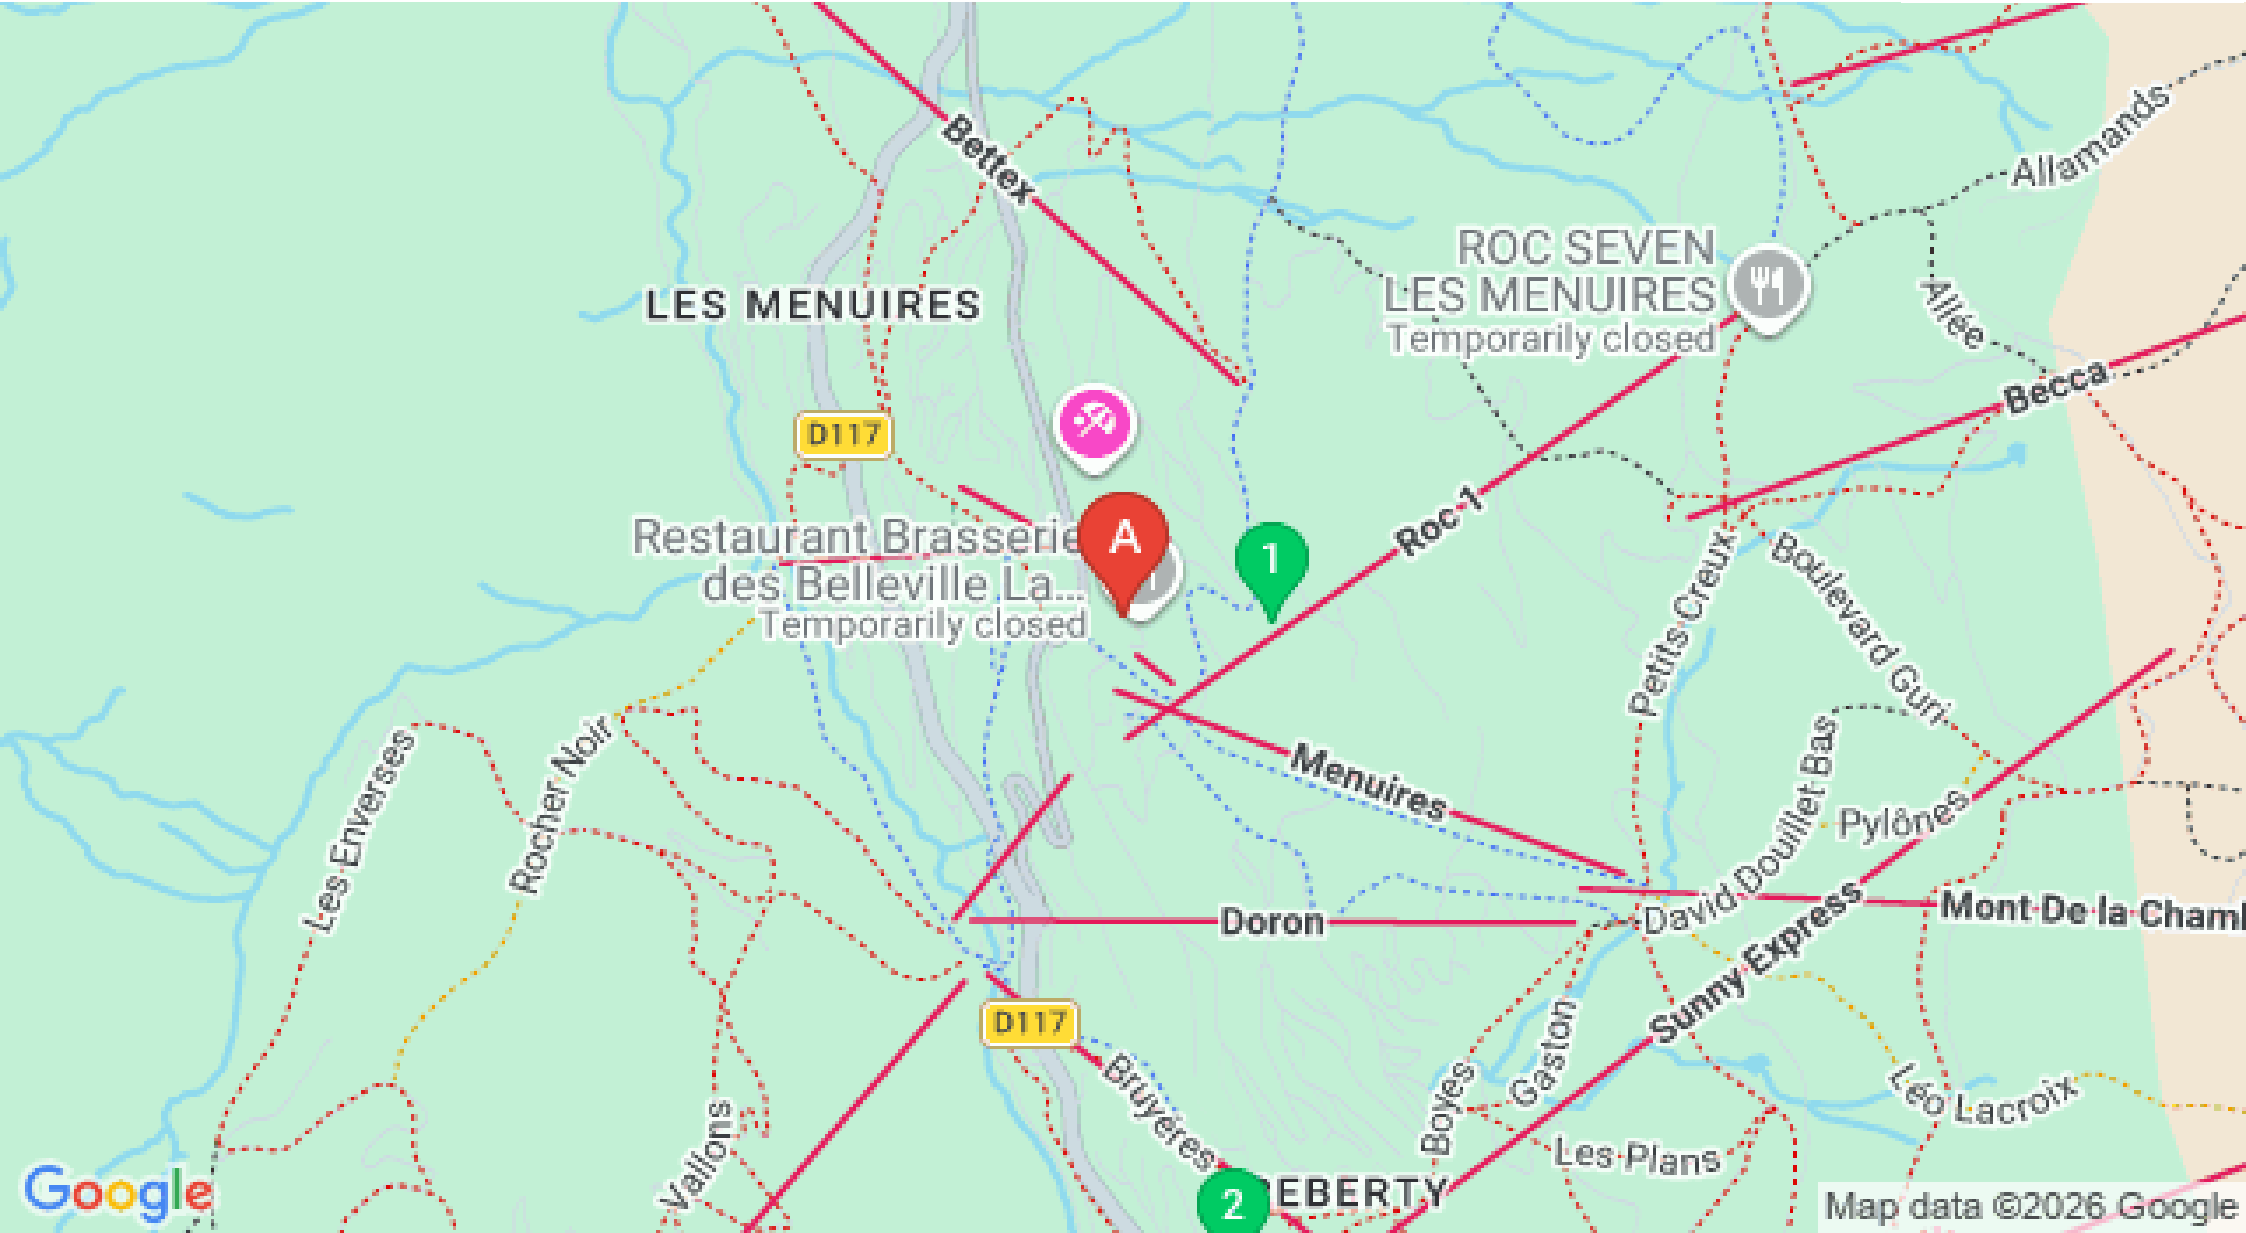 Bettex
Allamands
ROC SEVEN
LES MENUIRES
Temporarily closed
LES MENUIRES
Allée
Becca
D117
Roc 1
Restaurant Brasserie
des Belleville La...
Temporarily closed
A
1
Petits Creux
Boulevard Guri
Les Enverses
Rocher Noir
Menuires
David Douillet Bas
Pylônes
Doron
Mont De la Chaml
Sunny Express
D117
Bruyéres
Boyes
Gaston
Léo Lacroix
Les Plans
Vallons
2
EBERTY
Google
Map data ©2026 Google